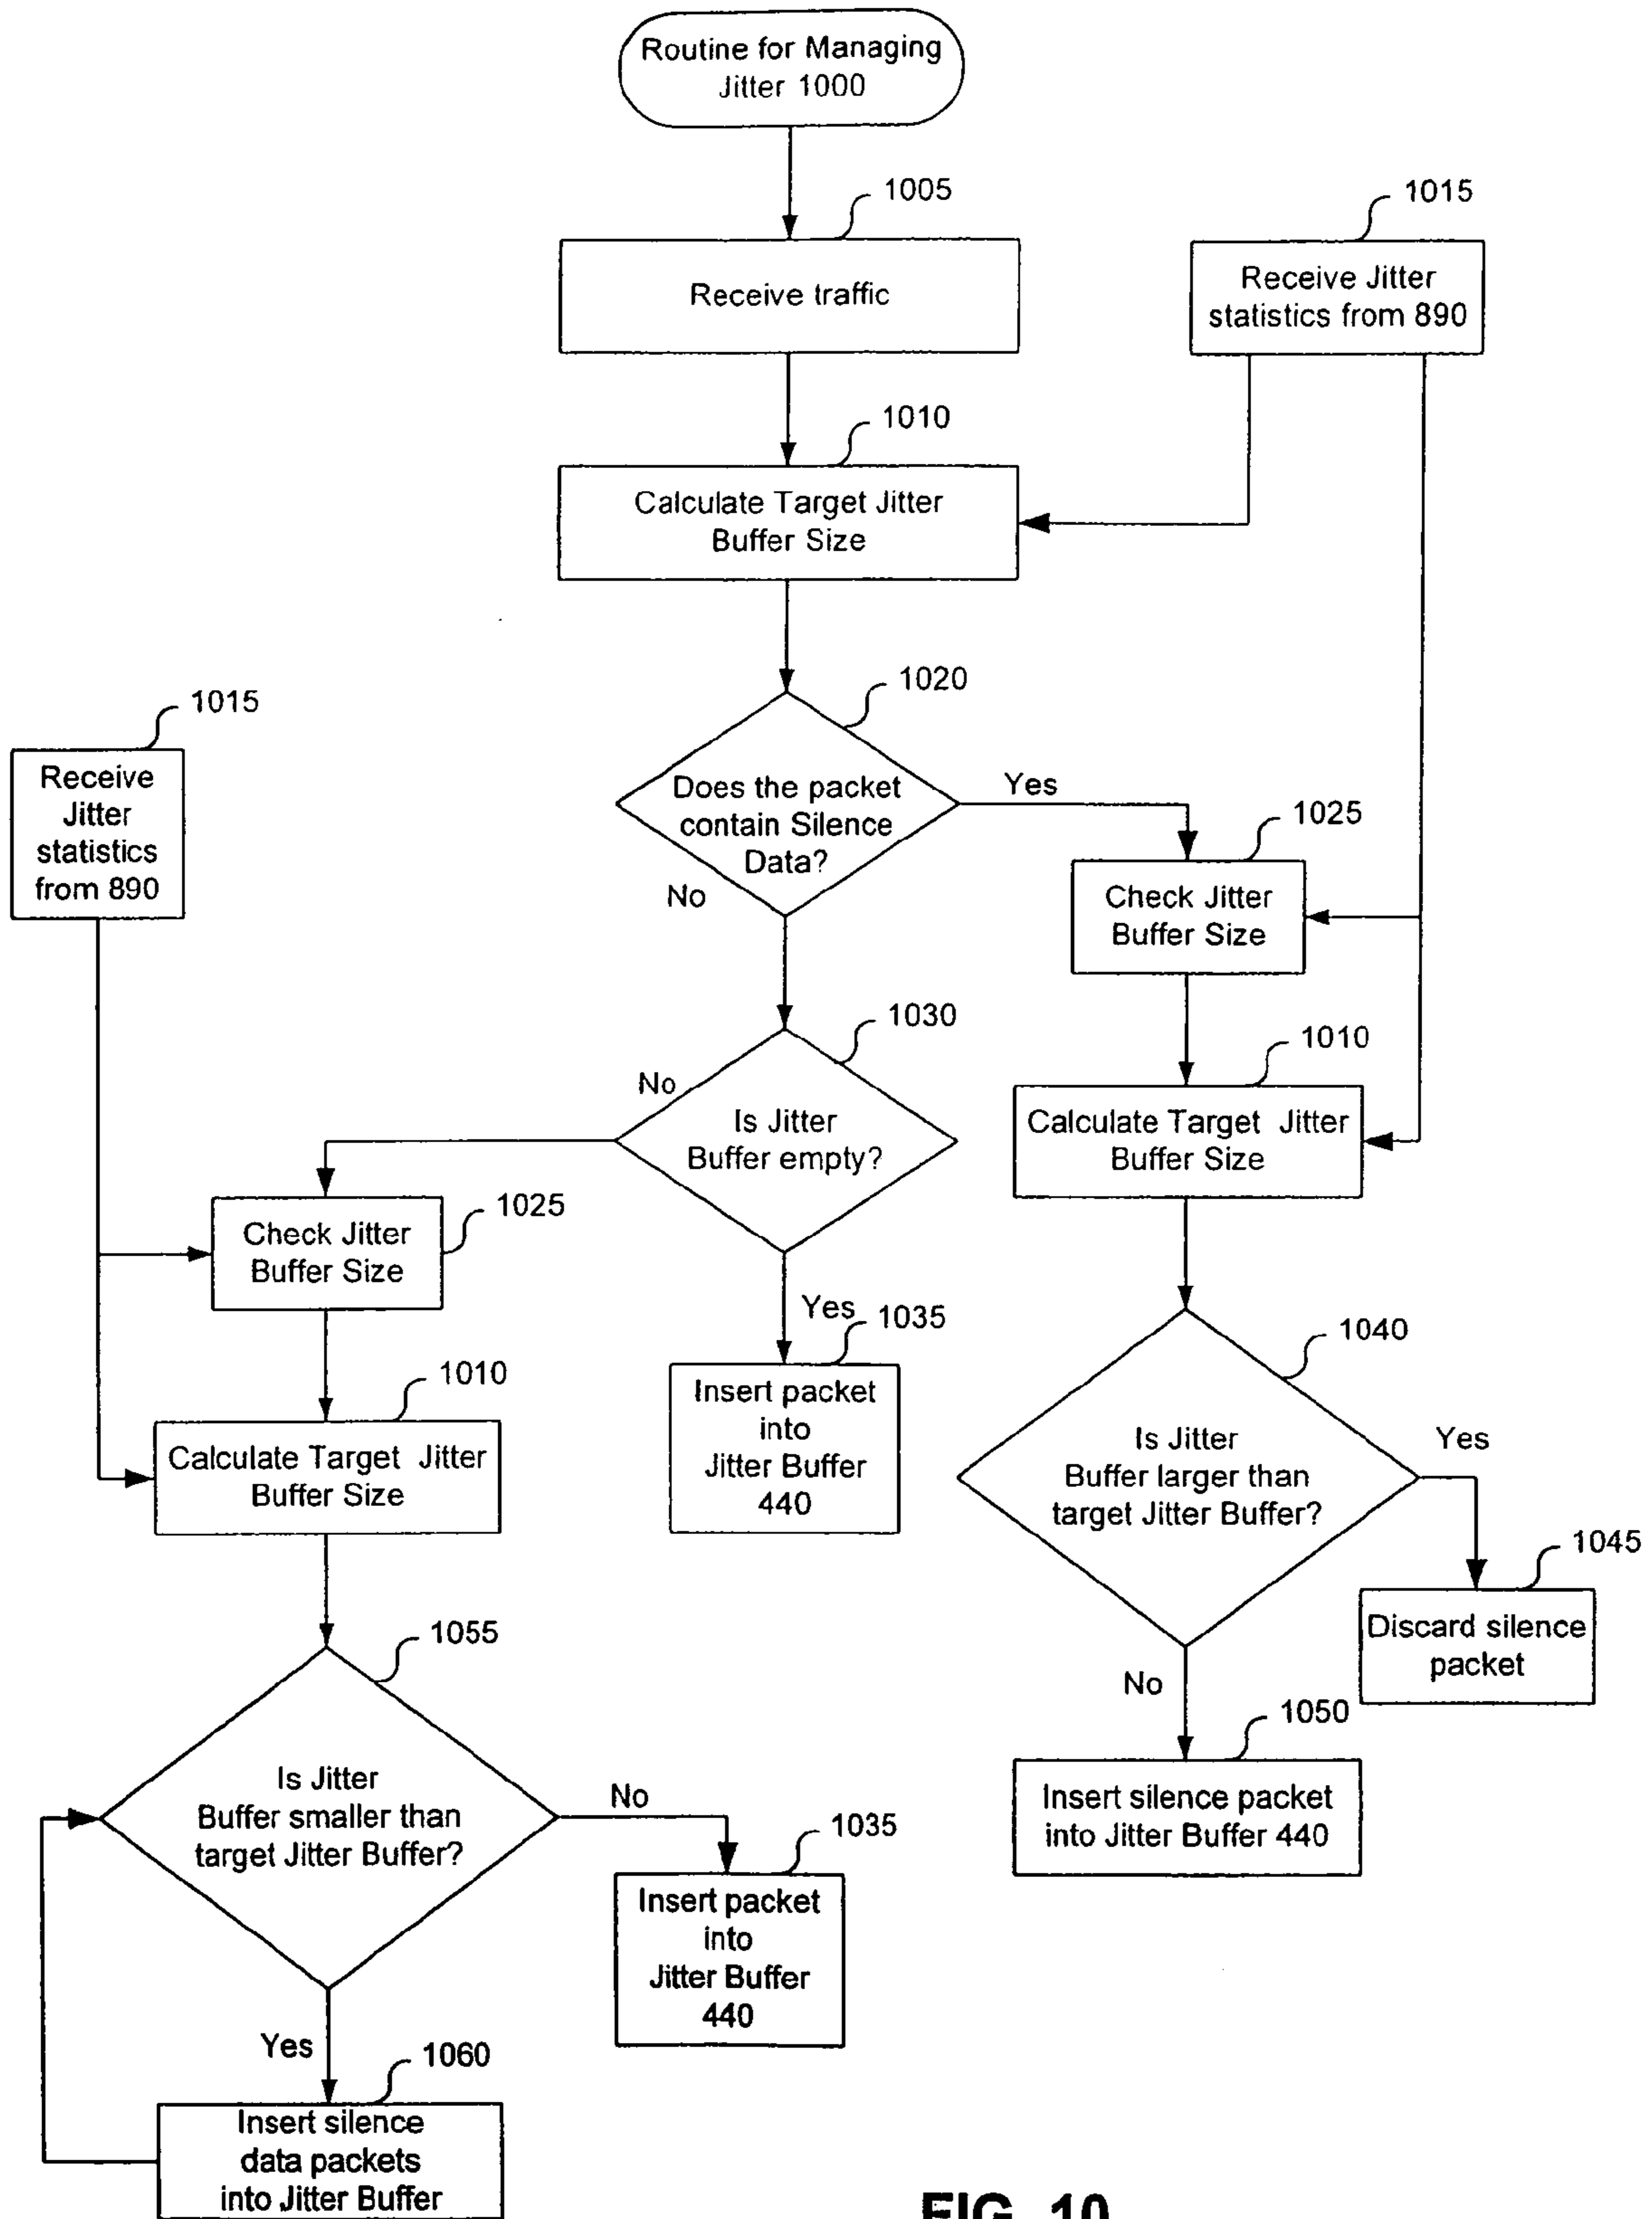 Routine for Managing
Jitter 1000
1005
Receive traffic
1015
Receive Jitter
statistics from 890
1010
Calculate Target Jitter
Buffer Size
1020
Does the packet
contain Silence
Data?
Yes
No
1015
Receive
Jitter
statistics
from 890
1025
Check Jitter
Buffer Size
1030
Is Jitter
Buffer empty?
No
Yes
1010
Calculate Target Jitter
Buffer Size
1025
Check Jitter
Buffer Size
1035
Insert packet
into
Jitter Buffer
440
1040
Is Jitter
Buffer larger than
target Jitter Buffer?
Yes
No
1010
Calculate Target Jitter
Buffer Size
1045
Discard silence
packet
1050
Insert silence packet
into Jitter Buffer 440
1055
Is Jitter
Buffer smaller than
target Jitter Buffer?
No
Yes
1035
Insert packet
into
Jitter Buffer
440
1060
Insert silence
data packets
into Jitter Buffer
FIG. 10